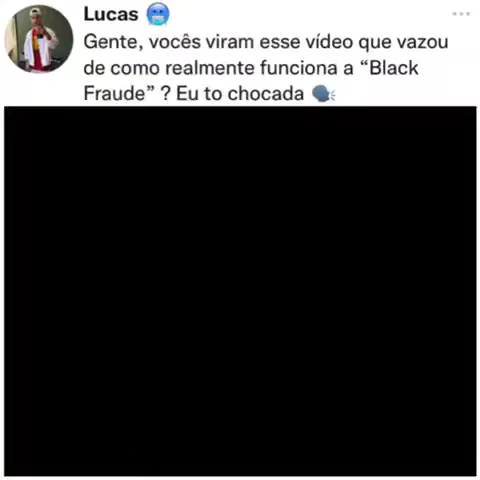 Lucas 🥶
Gente, vocês viram esse vídeo que vazou
de como realmente funciona a “Black
Fraude” ? Eu to chocada 🗣️